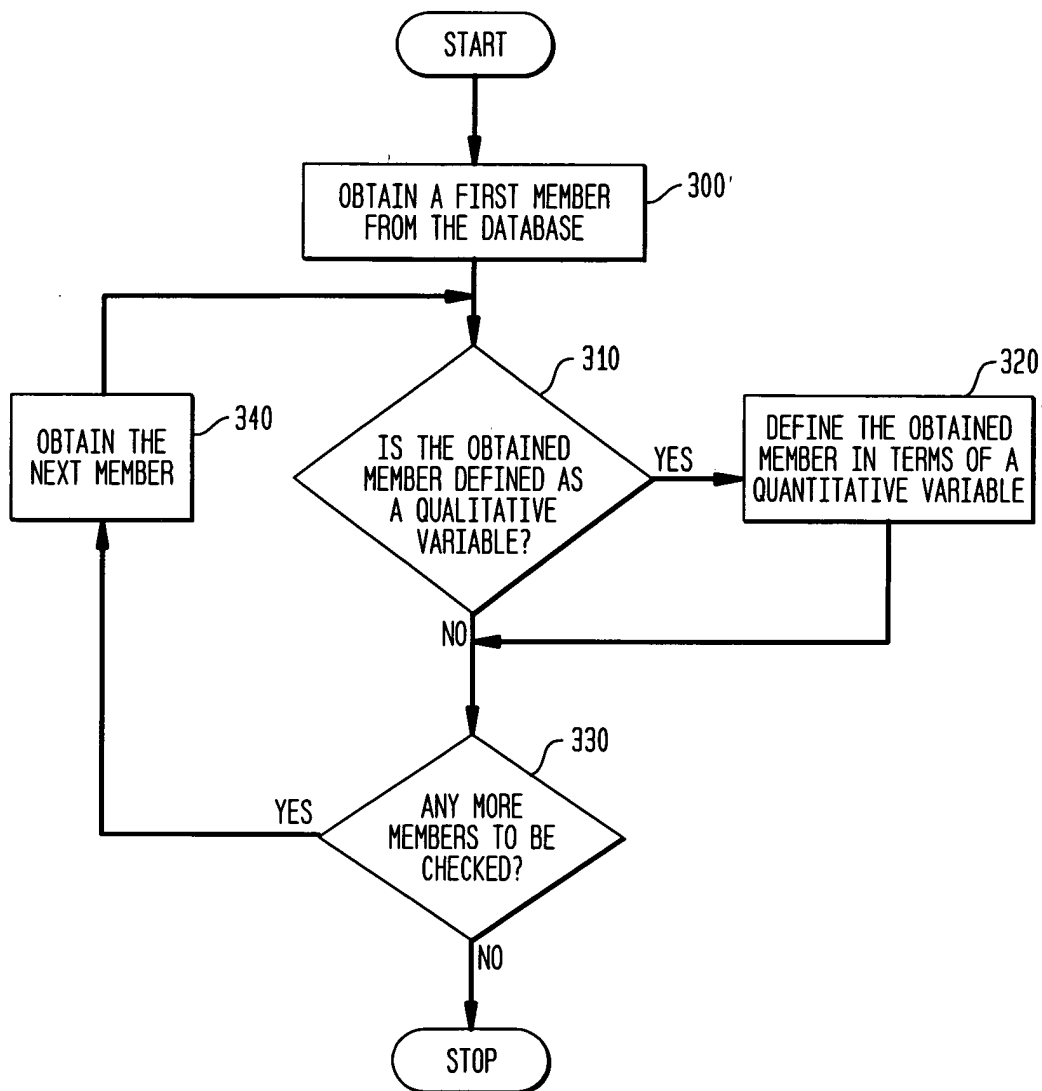 START
OBTAIN A FIRST MEMBER
FROM THE DATABASE
300'
310
IS THE OBTAINED
MEMBER DEFINED AS
A QUALITATIVE
VARIABLE?
YES
320
DEFINE THE OBTAINED
MEMBER IN TERMS OF A
QUANTITATIVE VARIABLE
340
OBTAIN THE
NEXT MEMBER
NO
330
ANY MORE
MEMBERS TO BE
CHECKED?
YES
NO
STOP